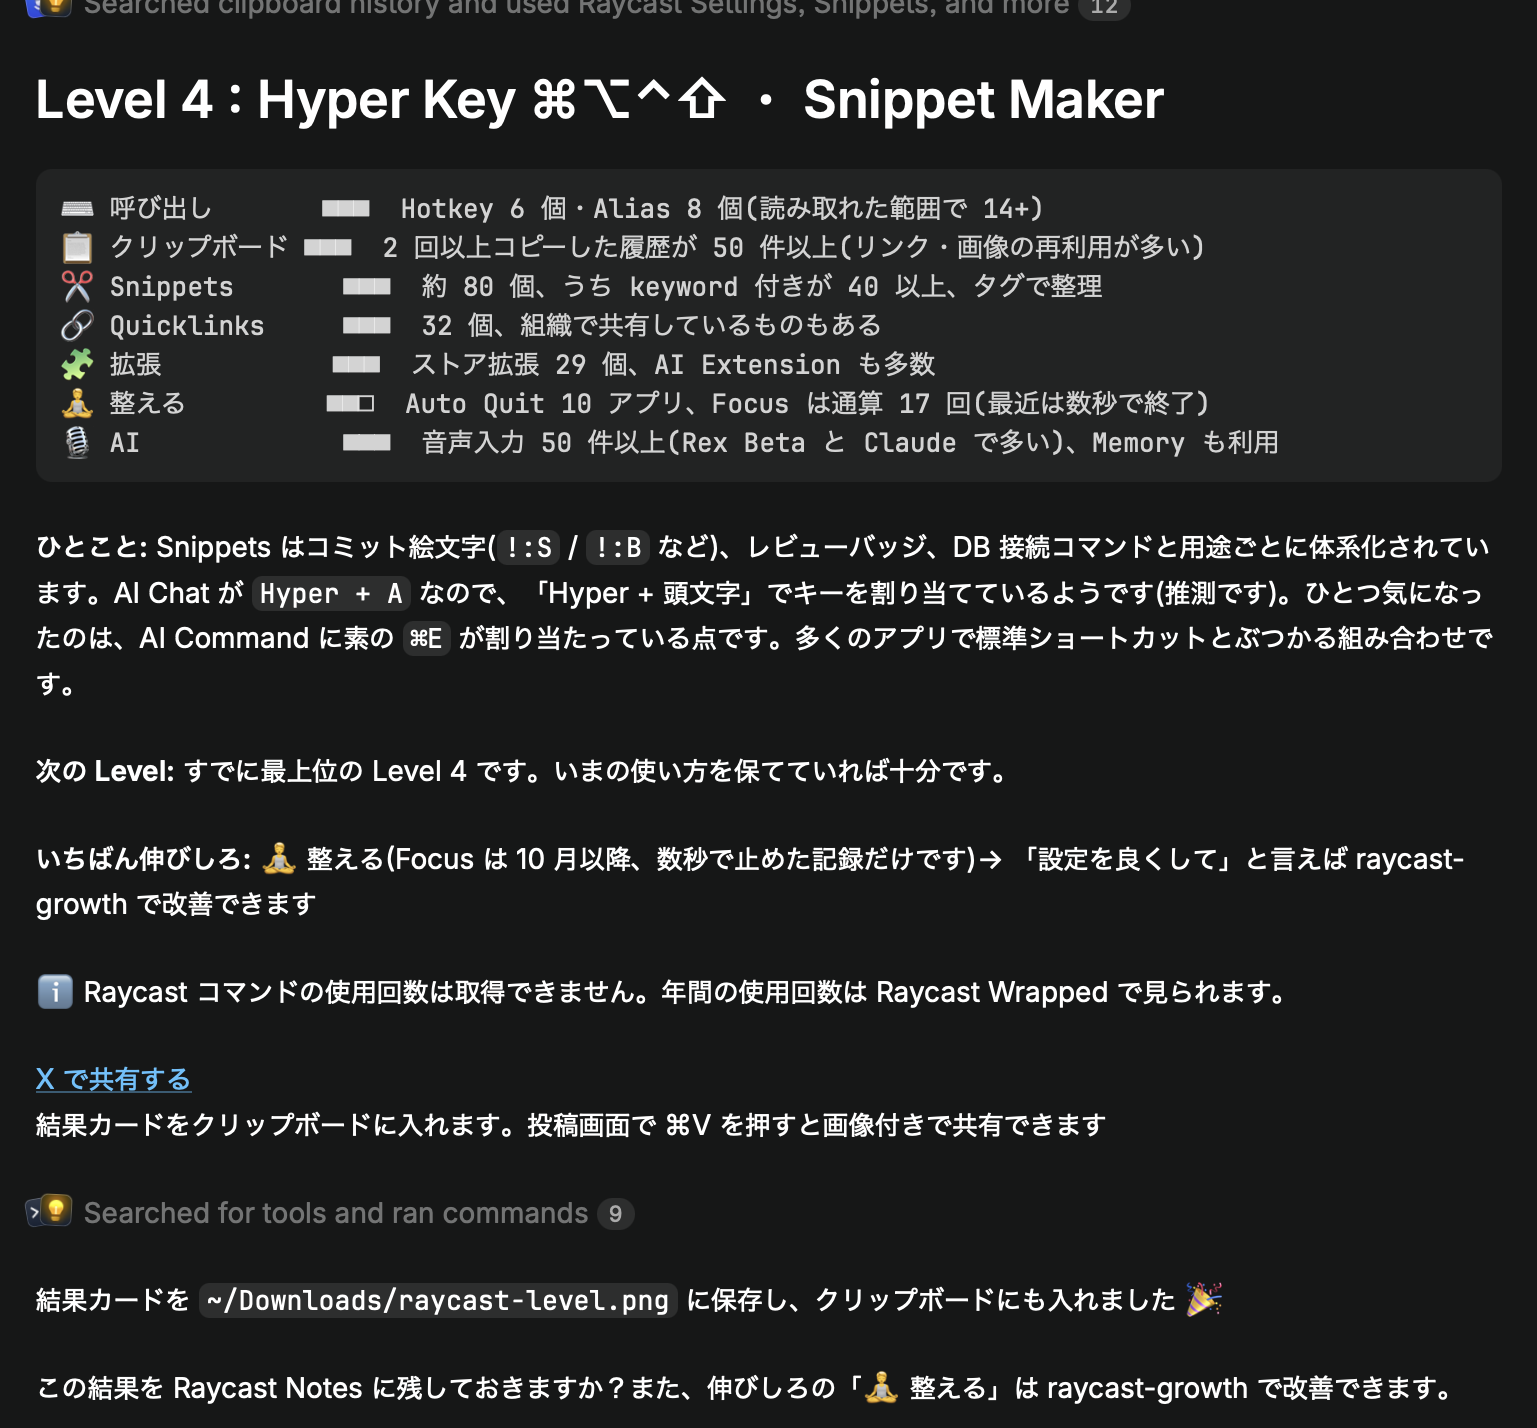 Searched clipboard history and used Raycast Settings, Snippets, and more 12
Level 4 : Hyper Key ⌘⌥^⇧ ・ Snippet Maker
⌨️ 呼び出し ■■■ Hotkey 6 個・Alias 8 個(読み取れた範囲で 14+)
📋 クリップボード ■■■ 2 回以上コピーした履歴が 50 件以上(リンク・画像の再利用が多い)
✂️ Snippets ■■■ 約 80 個、うち keyword 付きが 40 以上、タグで整理
🔗 Quicklinks ■■■ 32 個、組織で共有しているものもある
🧩 拡張 ■■■ ストア拡張 29 個、AI Extension も多数
🧘 整える ■■□ Auto Quit 10 アプリ、Focus は通算 17 回(最近は数秒で終了)
🎙️ AI ■■■ 音声入力 50 件以上(Rex Beta と Claude で多い)、Memory も利用
ひとこと: Snippets はコミット絵文字( !:S / !:B など)、レビューバッジ、DB 接続コマンドと用途ごとに体系化されてい
ます。AI Chat が Hyper + A なので、「Hyper + 頭文字」でキーを割り当てているようです(推測です)。ひとつ気になっ
たのは、AI Command に素の ⌘E が割り当たっている点です。多くのアプリで標準ショートカットとぶつかる組み合わせで
す。
次の Level: すでに最上位の Level 4 です。いまの使い方を保てていれば十分です。
いちばん伸びしろ: 🧘 整える(Focus は 10 月以降、数秒で止めた記録だけです)→ 「設定を良くして」と言えば raycast-
growth で改善できます
ℹ️ Raycast コマンドの使用回数は取得できません。年間の使用回数は Raycast Wrapped で見られます。
X で共有する
結果カードをクリップボードに入れます。投稿画面で ⌘V を押すと画像付きで共有できます
Searched for tools and ran commands 9
結果カードを ~/Downloads/raycast-level.png に保存し、クリップボードにも入れました 🎉
この結果を Raycast Notes に残しておきますか？また、伸びしろの「🧘 整える」は raycast-growth で改善できます。